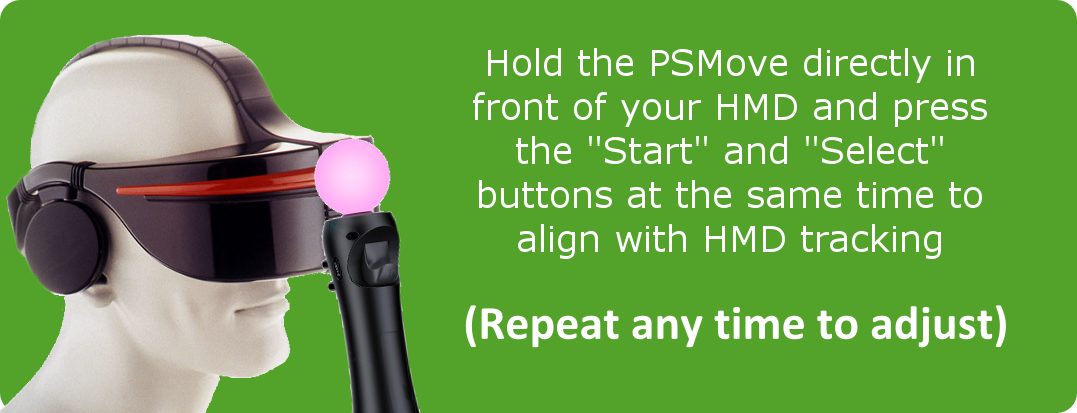 Hold the PSMove directly in
front of your HMD and press
the "Start" and "Select"
buttons at the same time to
align with HMD tracking
(Repeat any time to adjust)